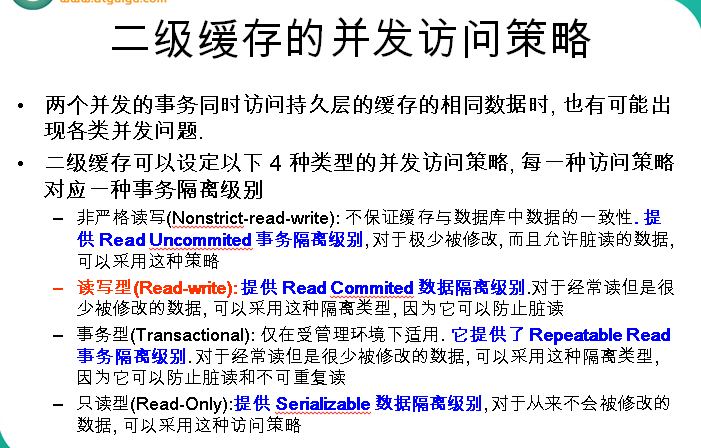 www.atguigu.com
二级缓存的并发访问策略
• 两个并发的事务同时访问持久层的缓存的相同数据时, 也有可能出
现各类并发问题.
• 二级缓存可以设定以下 4 种类型的并发访问策略, 每一种访问策略
对应一种事务隔离级别
– 非严格读写(Nonstrict-read-write): 不保证缓存与数据库中数据的一致性. 提
供 Read Uncommited 事务隔离级别, 对于极少被修改, 而且允许脏读的数据,
可以采用这种策略
– 读写型(Read-write): 提供 Read Commited 数据隔离级别.对于经常读但是很
少被修改的数据, 可以采用这种隔离类型, 因为它可以防止脏读
– 事务型(Transactional): 仅在受管理环境下适用. 它提供了 Repeatable Read
事务隔离级别. 对于经常读但是很少被修改的数据, 可以采用这种隔离类型,
因为它可以防止脏读和不可重复读
– 只读型(Read-Only):提供 Serializable 数据隔离级别, 对于从来不会被修改的
数据, 可以采用这种访问策略